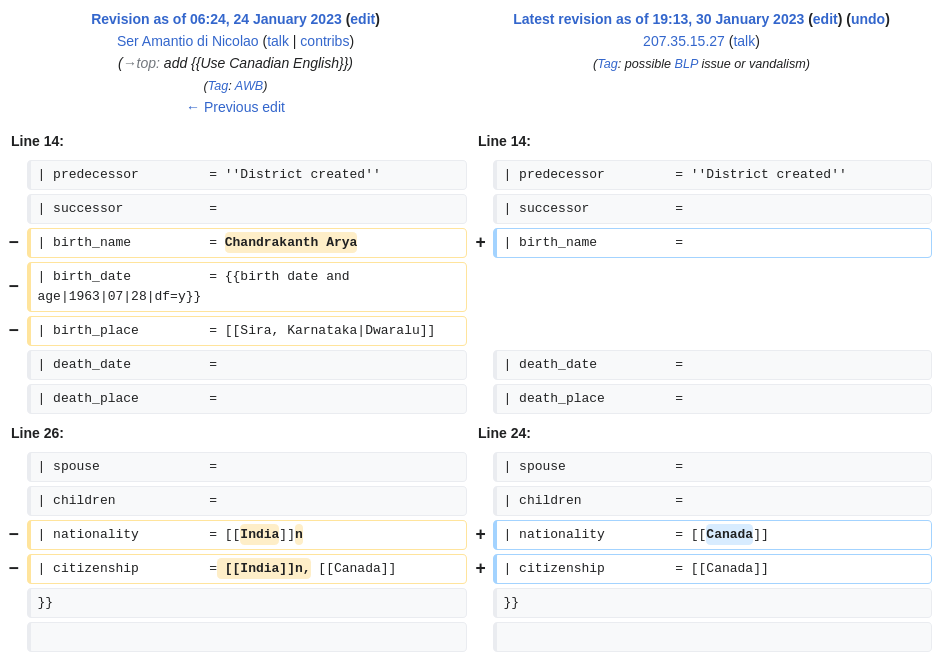 Revision as of 06:24, 24 January 2023 (edit)
Ser Amantio di Nicolao (talk | contribs)
(→top: add {{Use Canadian English}})
(Tag: AWB)
← Previous edit
Latest revision as of 19:13, 30 January 2023 (edit) (undo)
207.35.15.27 (talk)
(Tag: possible BLP issue or vandalism)
Line 14:
Line 14:
| predecessor = ''District created''
| predecessor = ''District created''
| successor =
| successor =
− | birth_name = Chandrakanth Arya
+ | birth_name =
− | birth_date = {{birth date and
age|1963|07|28|df=y}}
− | birth_place = [[Sira, Karnataka|Dwaralu]]
| death_date =
| death_date =
| death_place =
| death_place =
Line 26:
Line 24:
| spouse =
| spouse =
| children =
| children =
− | nationality = [[India]]n
+ | nationality = [[Canada]]
− | citizenship = [[India]]n, [[Canada]]
+ | citizenship = [[Canada]]
}}
}}